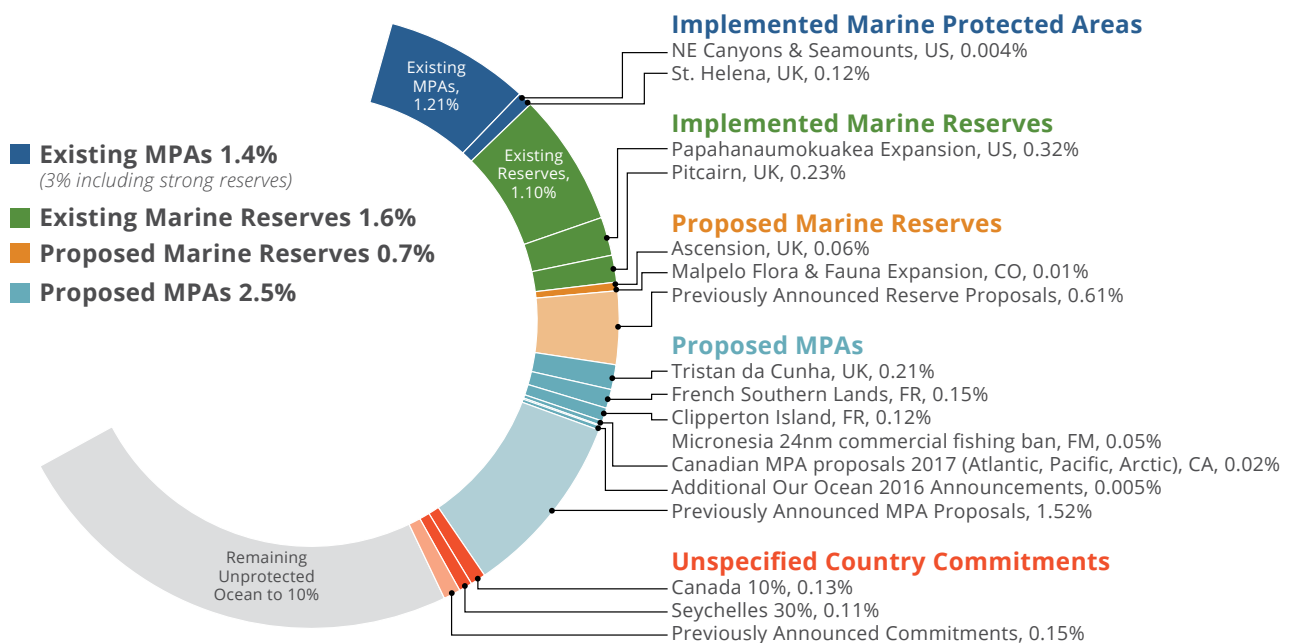 Existing
MPAs,
1.21%
Existing
Reserves,
1.10%
Remaining
Unprotected
Ocean to 10%
Existing MPAs 1.4%
(3% including strong reserves)
Existing Marine Reserves 1.6%
Proposed Marine Reserves 0.7%
Proposed MPAs 2.5%
Implemented Marine Protected Areas
NE Canyons & Seamounts, US, 0.004%
St. Helena, UK, 0.12%
Implemented Marine Reserves
Papahanaumokuakea Expansion, US, 0.32%
Pitcairn, UK, 0.23%
Proposed Marine Reserves
Ascension, UK, 0.06%
Malpelo Flora & Fauna Expansion, CO, 0.01%
Previously Announced Reserve Proposals, 0.61%
Proposed MPAs
Tristan da Cunha, UK, 0.21%
French Southern Lands, FR, 0.15%
Clipperton Island, FR, 0.12%
Micronesia 24nm commercial fishing ban, FM, 0.05%
Canadian MPA proposals 2017 (Atlantic, Pacific, Arctic), CA, 0.02%
Additional Our Ocean 2016 Announcements, 0.005%
Previously Announced MPA Proposals, 1.52%
Unspecified Country Commitments
Canada 10%, 0.13%
Seychelles 30%, 0.11%
Previously Announced Commitments, 0.15%